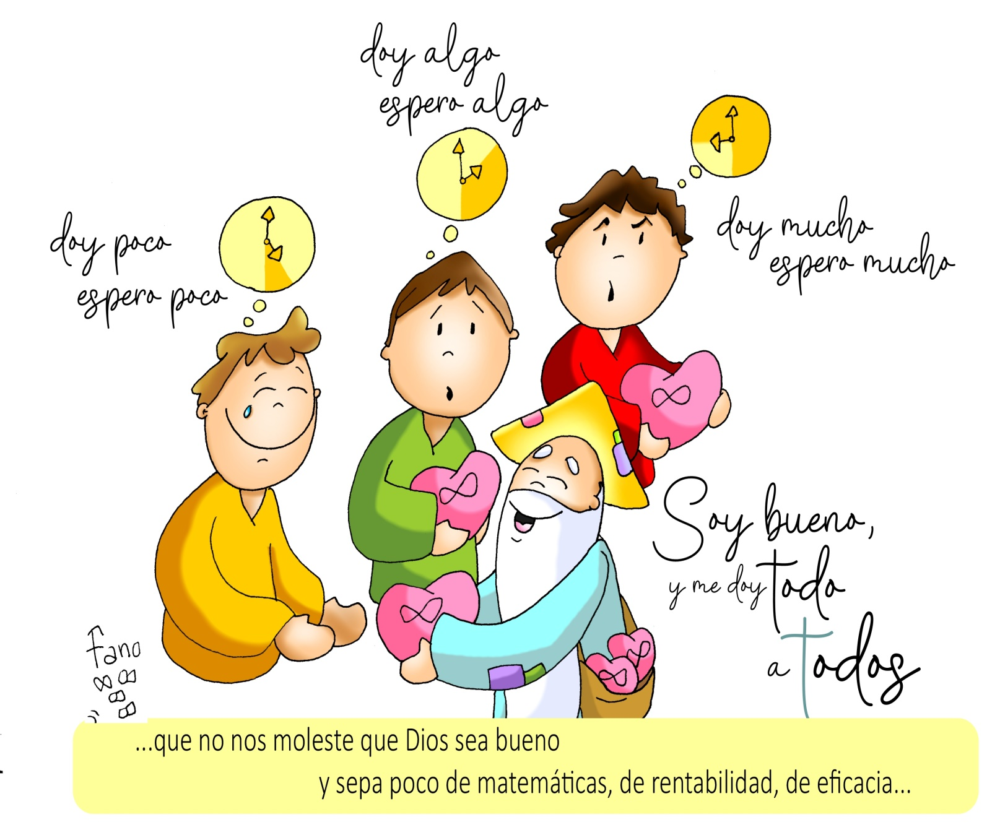 doy algo
espero algo
doy poco
espero poco
doy mucho
espero mucho
Soy bueno,
y me doy todo
a todos
fano
...que no nos moleste que Dios sea bueno
y sepa poco de matemáticas, de rentabilidad, de eficacia...